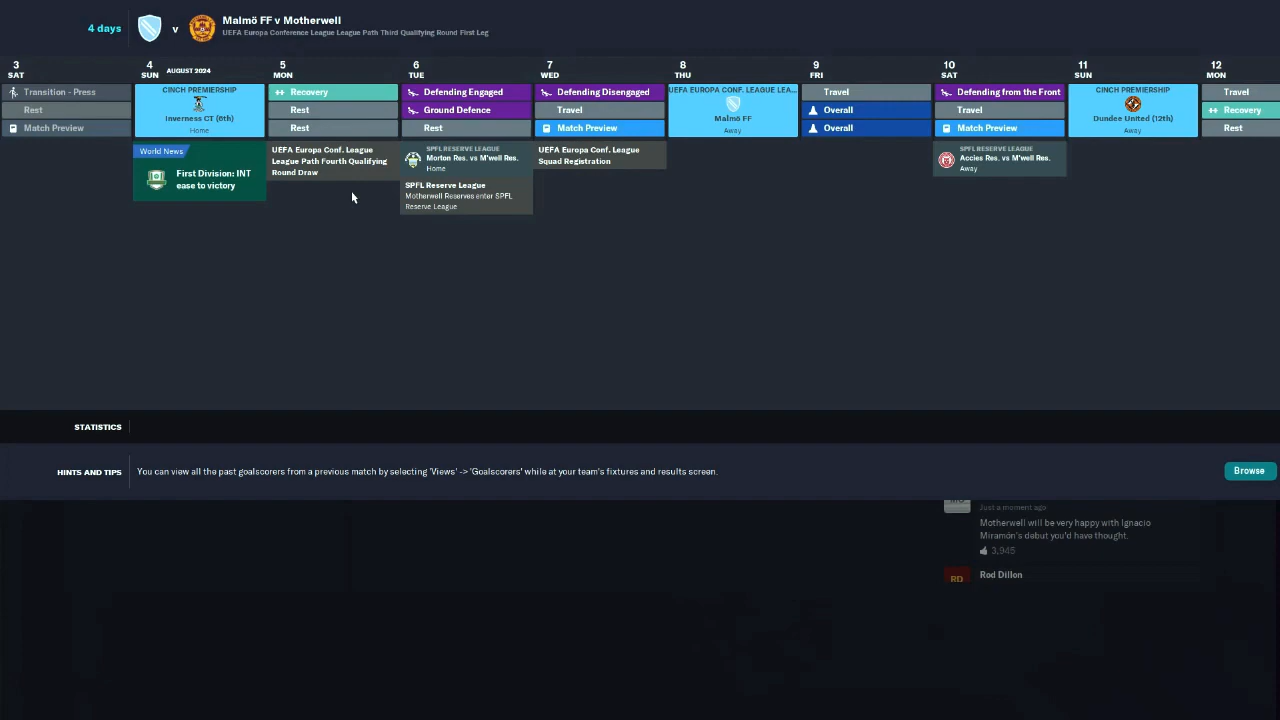 4 days
v
Malmö FF v Motherwell
UEFA Europa Conference League League Path Third Qualifying Round First Leg
3
SAT
4
SUN
AUGUST 2024
5
MON
6
TUE
7
WED
8
THU
9
FRI
10
SAT
11
SUN
12
MON
Transition - Press
Rest
Match Preview
CINCH PREMIERSHIP
Inverness CT (6th)
Home
World News
First Division: INT
ease to victory
Recovery
Rest
Rest
UEFA Europa Conf. League
League Path Fourth Qualifying
Round Draw
Defending Engaged
Ground Defence
Rest
SPFL RESERVE LEAGUE
Morton Res. vs M'well Res.
Home
SPFL Reserve League
Motherwell Reserves enter SPFL
Reserve League
Defending Disengaged
Travel
Match Preview
UEFA Europa Conf. League
Squad Registration
UEFA EUROPA CONF. LEAGUE LEA...
Malmö FF
Away
Travel
Overall
Overall
Defending from the Front
Travel
Match Preview
SPFL RESERVE LEAGUE
Accies Res. vs M'well Res.
Away
CINCH PREMIERSHIP
Dundee United (12th)
Away
Travel
Recovery
Rest
STATISTICS
HINTS AND TIPS
You can view all the past goalscorers from a previous match by selecting 'Views' -> 'Goalscorers' while at your team's fixtures and results screen.
Browse
Just a moment ago
Motherwell will be very happy with Ignacio
Miramón's debut you'd have thought.
3,945
RD
Rod Dillon